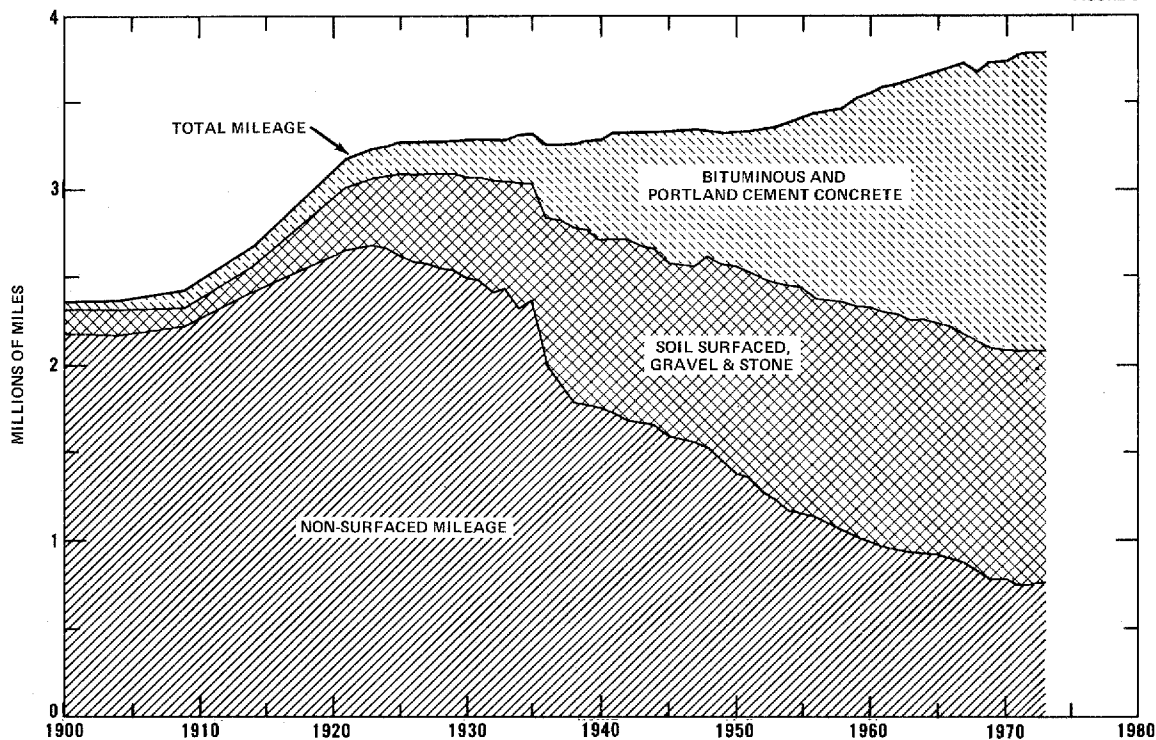 4
TOTAL MILEAGE
3
BITUMINOUS AND
PORTLAND CEMENT CONCRETE
MILLIONS OF MILES
2
SOIL SURFACED,
GRAVEL & STONE
NON-SURFACED MILEAGE
1
0
1900 1910 1920 1930 1940 1950 1960 1970 1980